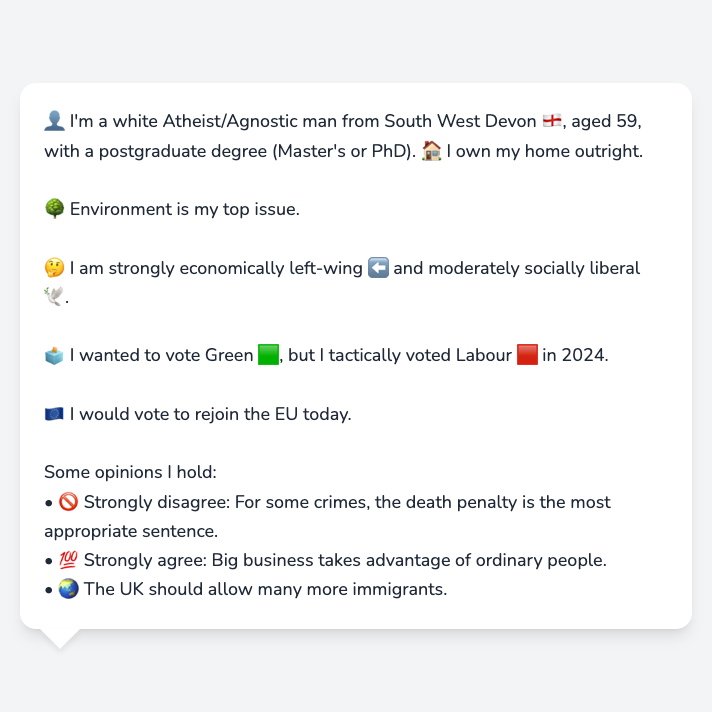 👤 I'm a white Atheist/Agnostic man from South West Devon 🏴󠁧󠁢󠁥󠁮󠁧󠁿, aged 59,
with a postgraduate degree (Master's or PhD). 🏠 I own my home outright.
🌳 Environment is my top issue.
🤔 I am strongly economically left-wing ⬅️ and moderately socially liberal
🕊️.
🗳️ I wanted to vote Green 🟩, but I tactically voted Labour 🟥 in 2024.
🇪🇺 I would vote to rejoin the EU today.
Some opinions I hold:
• 🚫 Strongly disagree: For some crimes, the death penalty is the most
appropriate sentence.
• 💯 Strongly agree: Big business takes advantage of ordinary people.
• 🌏 The UK should allow many more immigrants.